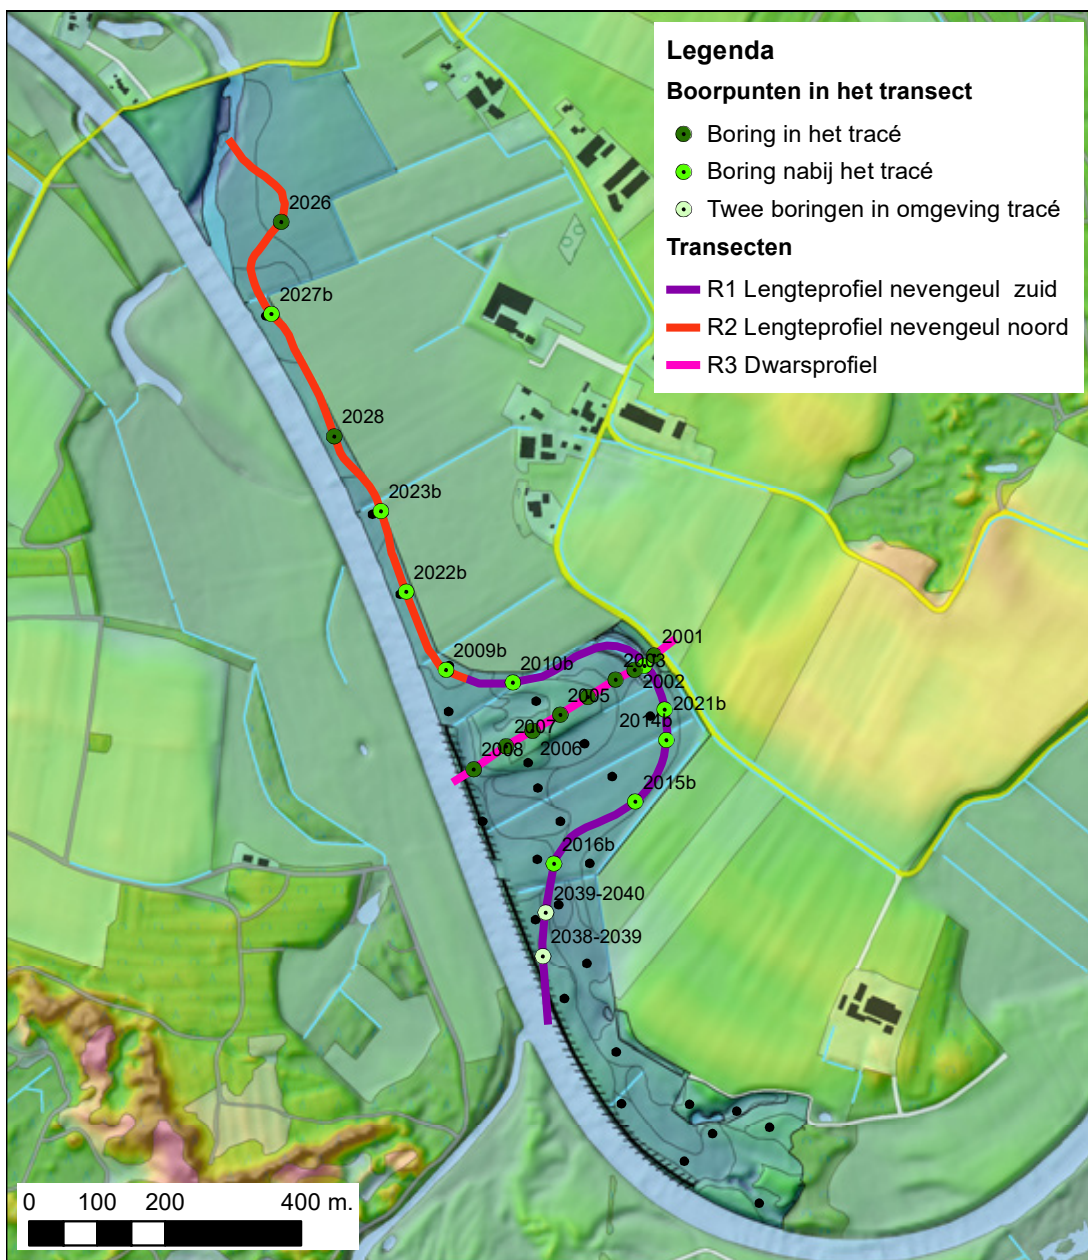 Legenda
Boorpunten in het transect
Boring in het tracé
Boring nabij het tracé
Twee boringen in omgeving tracé
Transecten
R1 Lengteprofiel nevengeul zuid
R2 Lengteprofiel nevengeul noord
R3 Dwarsprofiel
2026
2027b
2028
2023b
2022b
2009b
2010b
2001
2003
2002
2005
2021b
2014b
2007
2006
2008
2015b
2016b
2039-2040
2038-2039
0 100 200 400 m.